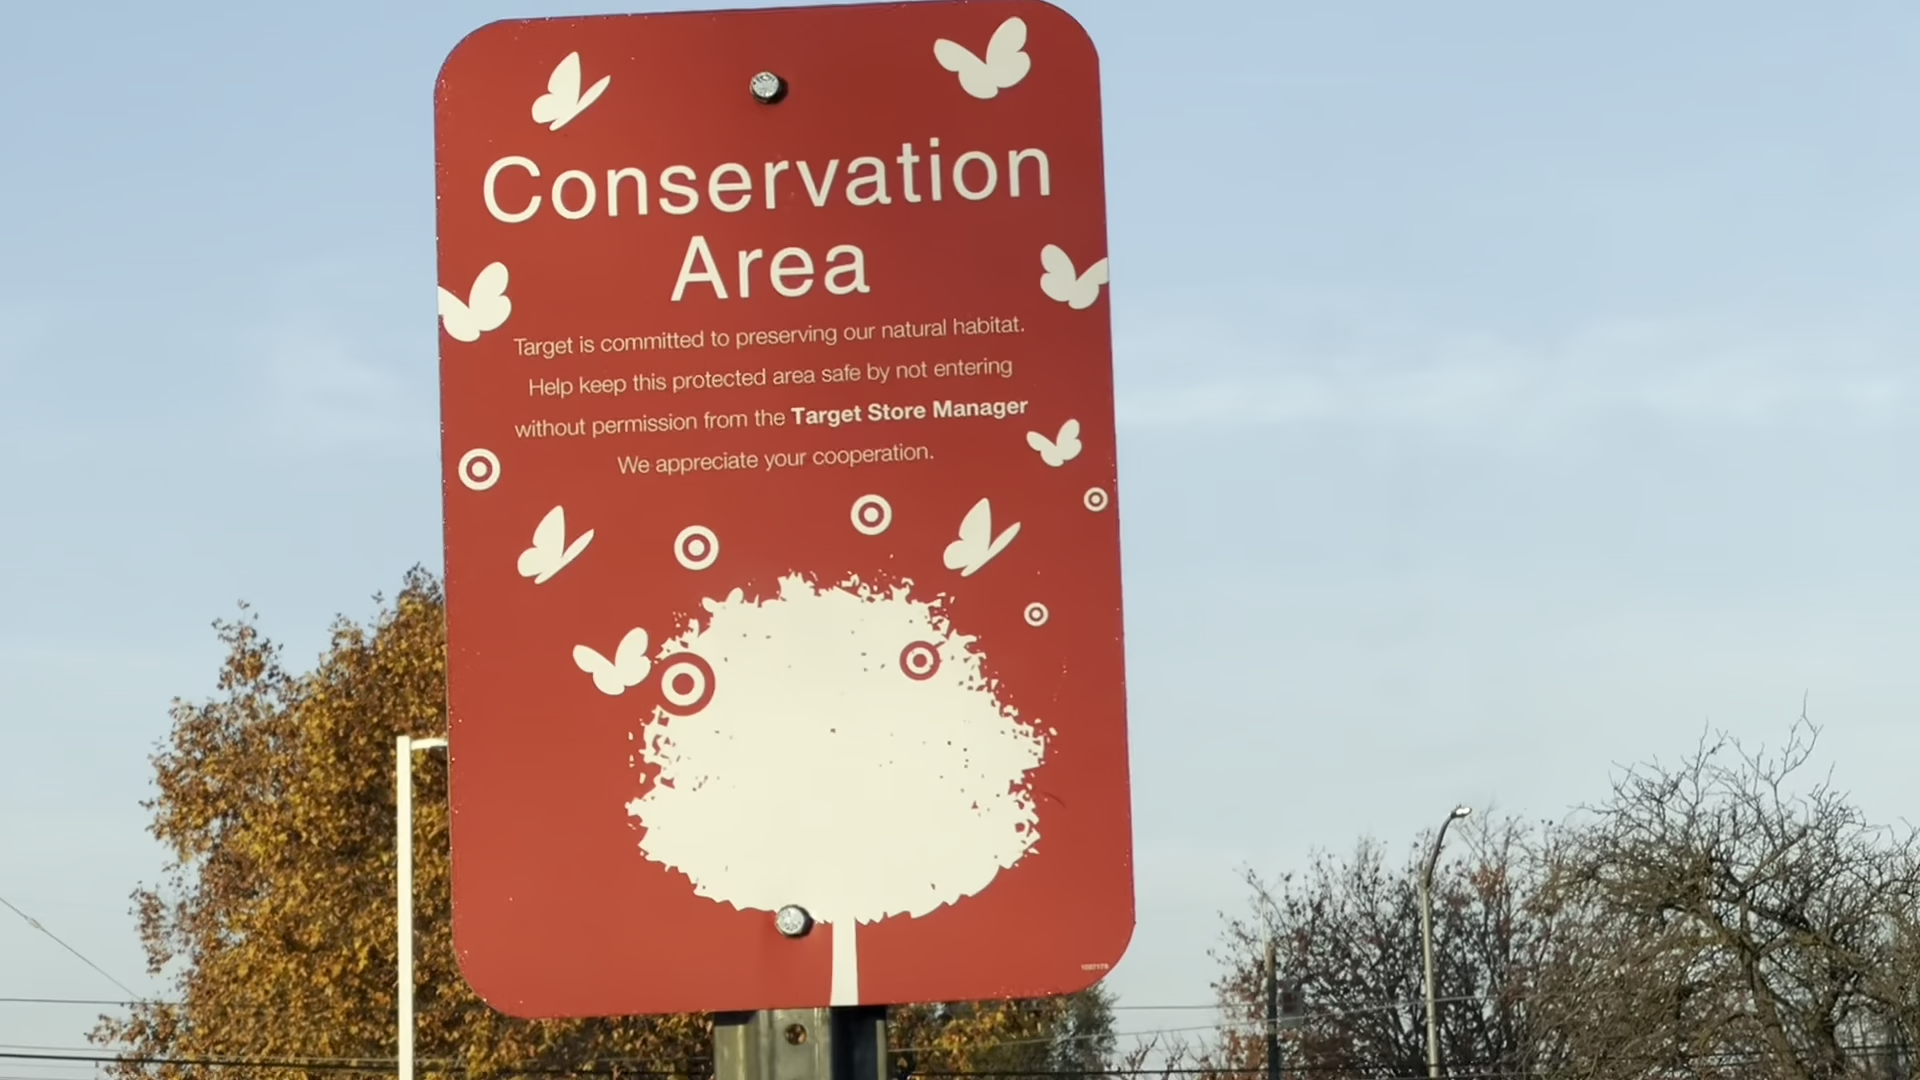 Conservation
Area
Target is committed to preserving our natural habitat.
Help keep this protected area safe by not entering
without permission from the Target Store Manager
We appreciate your cooperation.